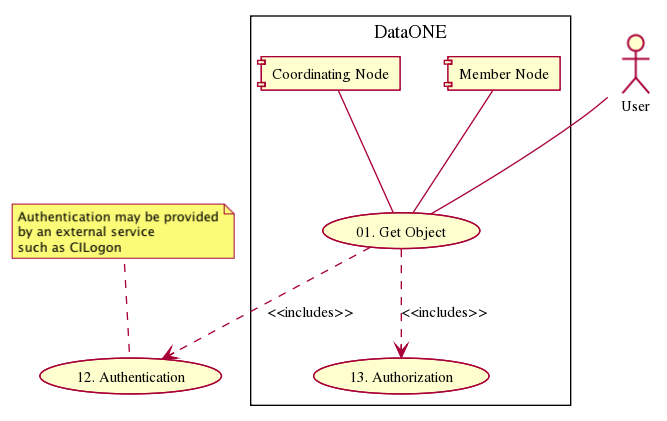 DataONE
Coordinating Node
Member Node
User
Authentication may be provided
by an external service
such as CILogon
01. Get Object
<<includes>>
<<includes>>
12. Authentication
13. Authorization